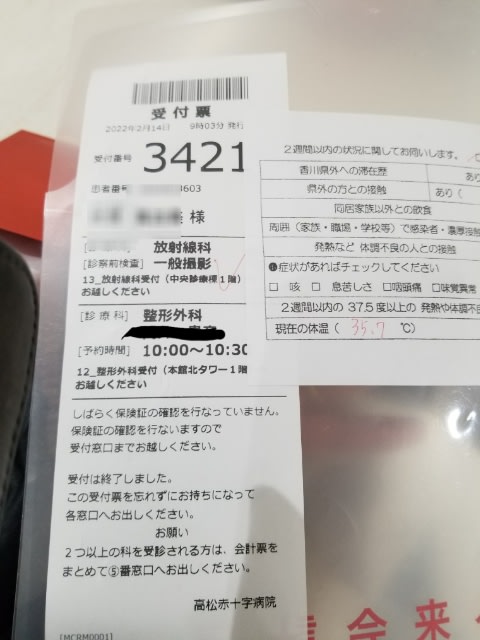 受付票
2022年2月14日 9時03分 発行
受付番号 3421
患者番号 603
様
放射線科
[診察前検査] 一般撮影
13_放射線科受付（中央診療棟１階）
お越しください
[診 療 科] 整形外科
[予約時間] 10:00～10:30
12_整形外科受付（本館北タワー１階
お越しください
しばらく保険証の確認を行なっていません。
保険証の確認を行ないますので
受付窓口までお越しください。
受付は終了しました。
この受付票を忘れずにお持ちになって
各窓口へお出しください。
お願い
２つ以上の科を受診される方は、会計票を
まとめて⑤番窓口へお出しください。
高松赤十字病院
[MCRM0001]
２週間以内の状況に関してお伺いします。
香川県外への滞在歴 あり
県外の方との接触 あり（
同居家族以外との飲食
周囲（家族・職場・学校等）で感染者・濃厚接触
発熱など 体調不良の人との接触
❶症状があればチェックしてください
□ 咳 □ 息苦しさ □咽頭痛 □味覚異常
２週間以内の 37.5度以上の 発熱や体調不良
現在の体温（ 35.7 ℃）
会来